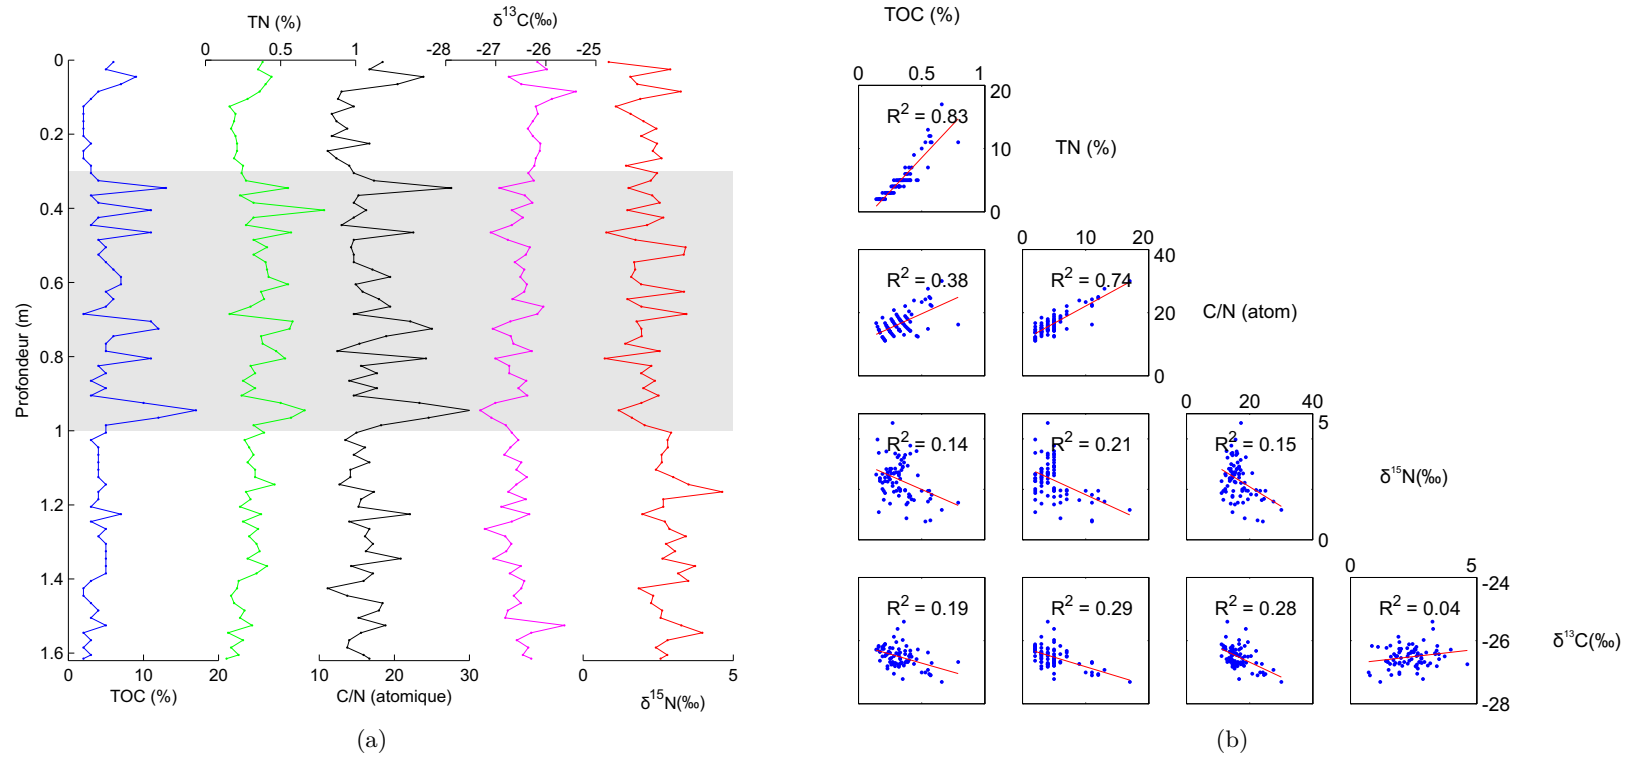 TN (%)
δ13C(‰)
0 0.5 1 -28 -27 -26 -25
0
0.2
0.4
0.6
0.8
1
1.2
1.4
1.6
Profondeur (m)
0 10 20 10 20 30 0 5
TOC (%) C/N (atomique) δ15N(‰)
(a)
TOC (%)
0 0.5 1
20
R2 = 0.83
TN (%)
10
0
0 10 20
40
R2 = 0.38
R2 = 0.74
20
C/N (atom)
0
0 20 40
5
R2 = 0.14
R2 = 0.21
R2 = 0.15
δ15N(‰)
0
0 5
-24
R2 = 0.19
R2 = 0.29
R2 = 0.28
R2 = 0.04
-26
δ13C(‰)
-28
(b)